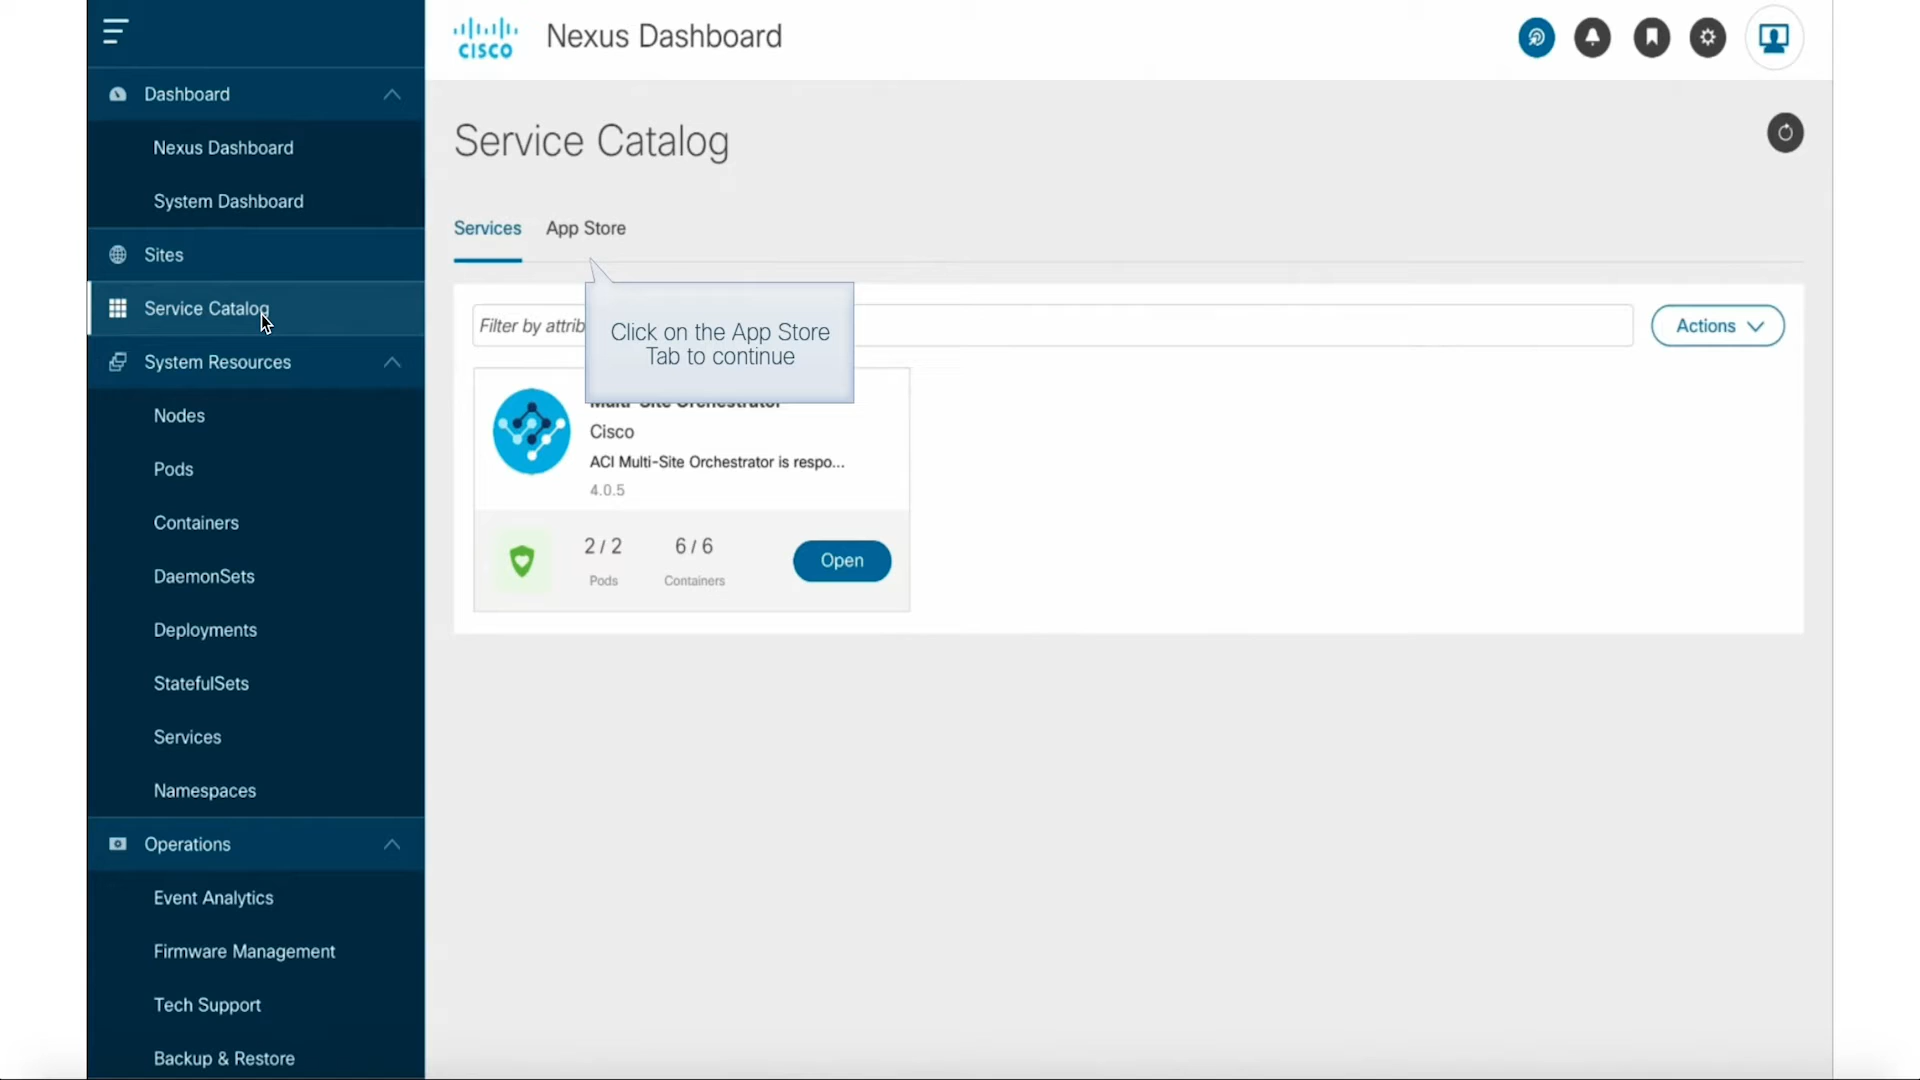 Dashboard
Nexus Dashboard
System Dashboard
Sites
Service Catalog
System Resources
Nodes
Pods
Containers
DaemonSets
Deployments
StatefulSets
Services
Namespaces
Operations
Event Analytics
Firmware Management
Tech Support
Backup & Restore
CISCO
Nexus Dashboard
Service Catalog
Services
App Store
Filter by attrib
Click on the App Store
Tab to continue
Actions
Multi-Site Orchestrator
Cisco
ACI Multi-Site Orchestrator is respo...
4.0.5
2 / 2
Pods
6 / 6
Containers
Open